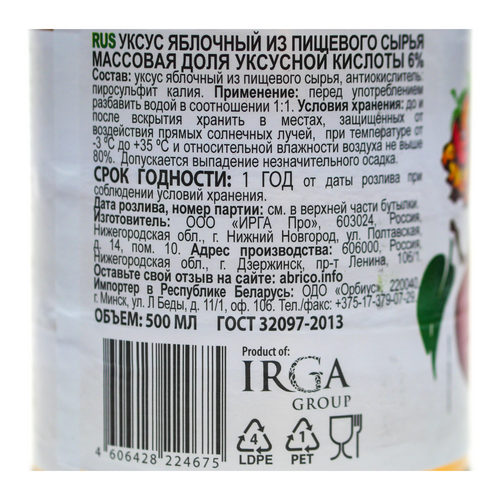 RUS УКСУС ЯБЛОЧНЫЙ ИЗ ПИЩЕВОГО СЫРЬЯ
МАССОВАЯ ДОЛЯ УКСУСНОЙ КИСЛОТЫ 6%
Состав: уксус яблочный из пищевого сырья, антиокислитель:
пиросульфит калия. Применение: перед употреблением
разбавить водой в соотношении 1:1. Условия хранения: до и
после вскрытия хранить в местах, защищённых от
воздействия прямых солнечных лучей, при температуре от
-3 °С до +35 °С и относительной влажности воздуха не выше
80%. Допускается выпадение незначительного осадка.
СРОК ГОДНОСТИ: 1 ГОД от даты розлива при
соблюдении условий хранения.
Дата розлива, номер партии: см. в верхней части бутылки.
Изготовитель: ООО «ИРГА Про», 603024, Россия,
Нижегородская обл., г. Нижний Новгород, ул. Полтавская,
д. 14, пом. 10. Адрес производства: 606000, Россия,
Нижегородская обл., г. Дзержинск, пр-т Ленина, 106/1.
Оставьте свой отзыв на сайте: abrico.info
Импортер в Республике Беларусь: ОДО «Орбиус», 220040,
г. Минск, ул. Л Беды, д. 11/1, оф. 106. Тел./факс: +375-17-379-07-29.
ОБЪЕМ: 500 МЛ ГОСТ 32097-2013
Product of:
IRGA
GROUP
4 1
LDPE PET
4 606428 224675